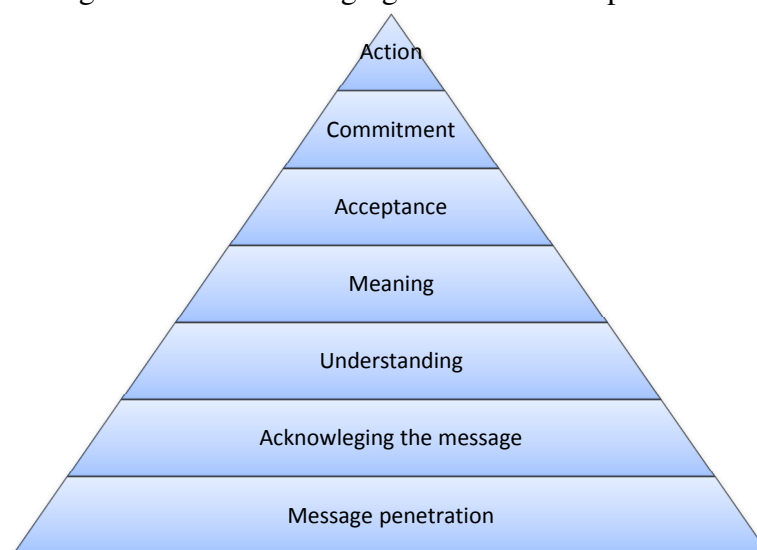 Action
Commitment
Acceptance
Meaning
Understanding
Acknowleging the message
Message penetration